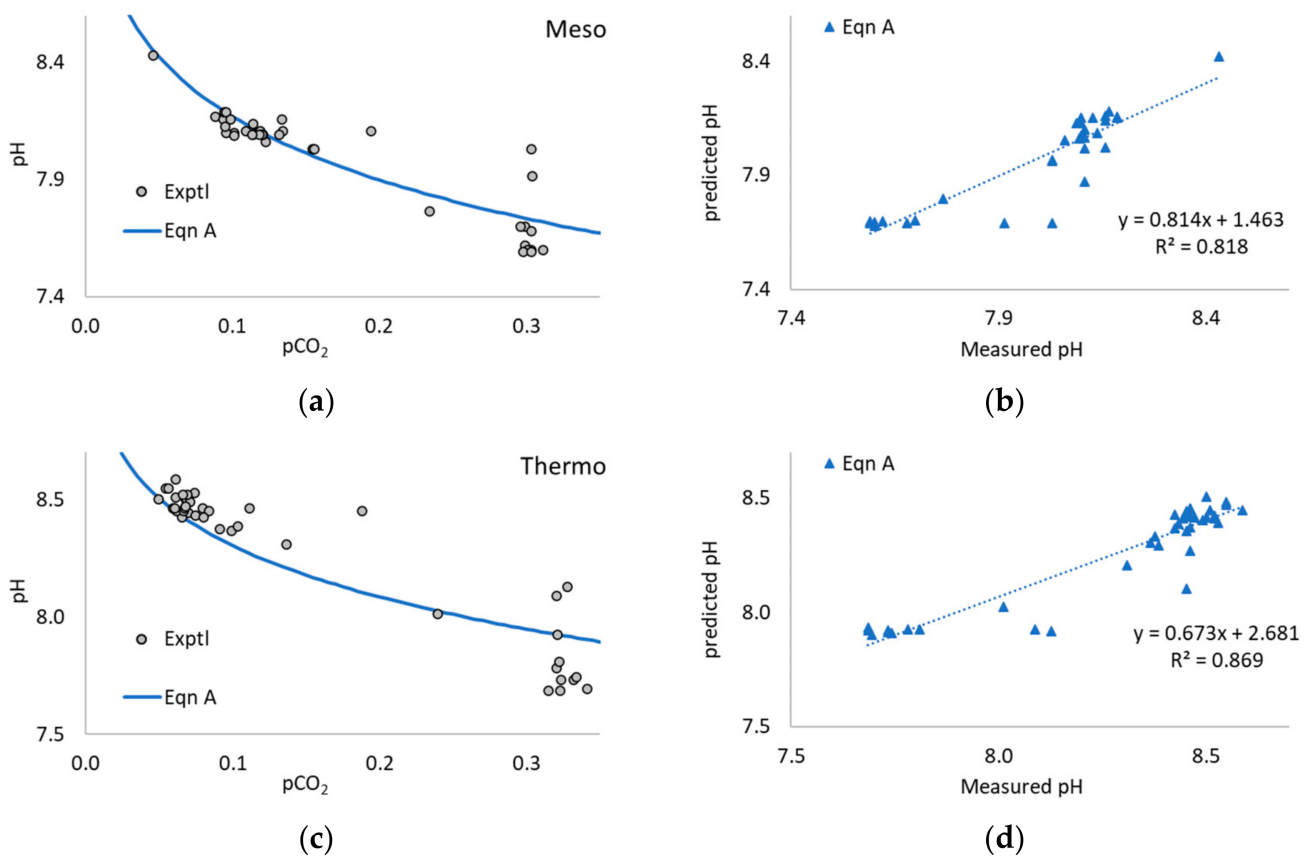 Meso
8.4
7.9
7.4
pH
Exptl
Eqn A
0.0 0.1 0.2 0.3
pCO₂
(a)
Eqn A
8.4
7.9
7.4
predicted pH
y = 0.814x + 1.463
R² = 0.818
7.4 7.9 8.4
Measured pH
(b)
Thermo
8.5
8.0
7.5
pH
Exptl
Eqn A
0.0 0.1 0.2 0.3
pCO₂
(c)
Eqn A
8.5
8.0
7.5
predicted pH
y = 0.673x + 2.681
R² = 0.869
7.5 8.0 8.5
Measured pH
(d)